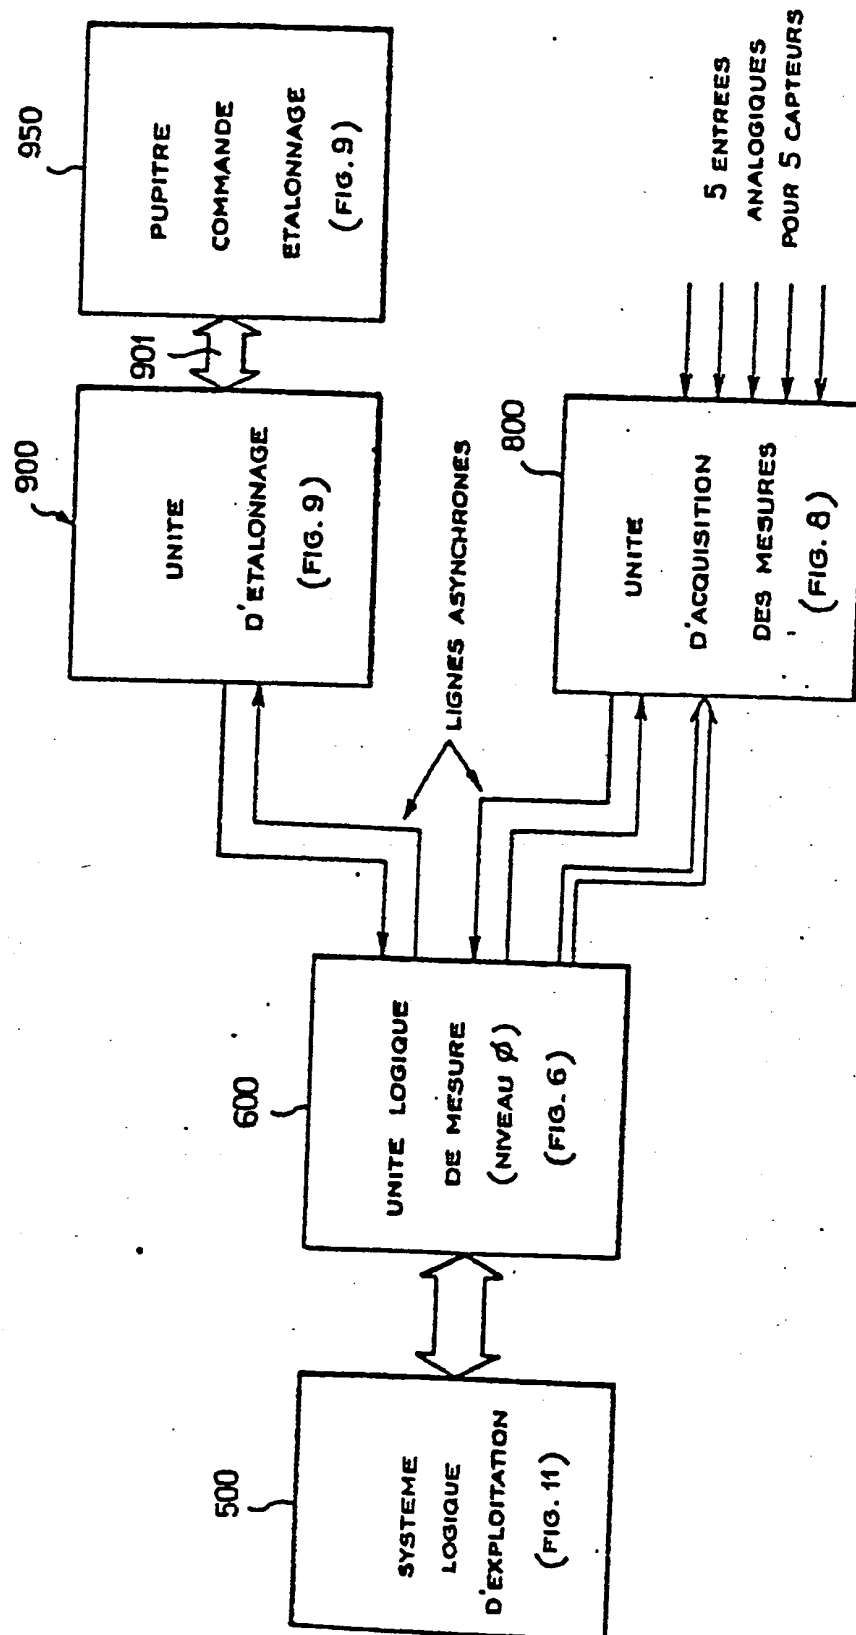 950
PUPITRE
COMMANDE
ETALONNAGE
(FIG. 9)
901
900
UNITE
D'ETALONNAGE
(FIG. 9)
LIGNES ASYNCHRONES
5 ENTREES
ANALOGIQUES
POUR 5 CAPTEURS
800
UNITE
D'ACQUISITION
DES MESURES
(FIG. 8)
600
UNITE LOGIQUE
DE MESURE
(NIVEAU Ø)
(FIG. 6)
500
SYSTEME
LOGIQUE
D'EXPLOITATION
(FIG. 11)